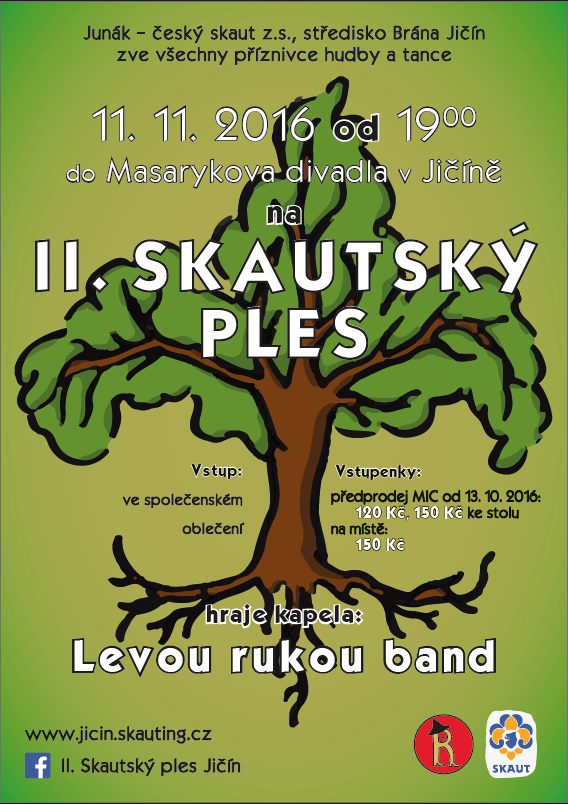 Junák – český skaut z.s., středisko Brána Jičín
zve všechny příznivce hudby a tance
11. 11. 2016 od 19⁰⁰
do Masarykova divadla v Jičíně
na
II. SKAUTSKÝ
PLES
Vstup:
ve společenském
oblečení
Vstupenky:
předprodej MIC od 13. 10. 2016:
120 Kč, 150 Kč ke stolu
na místě:
150 Kč
hraje kapela:
Levou rukou band
www.jicin.skauting.cz
f II. Skautský ples Jičín
R
SKAUT